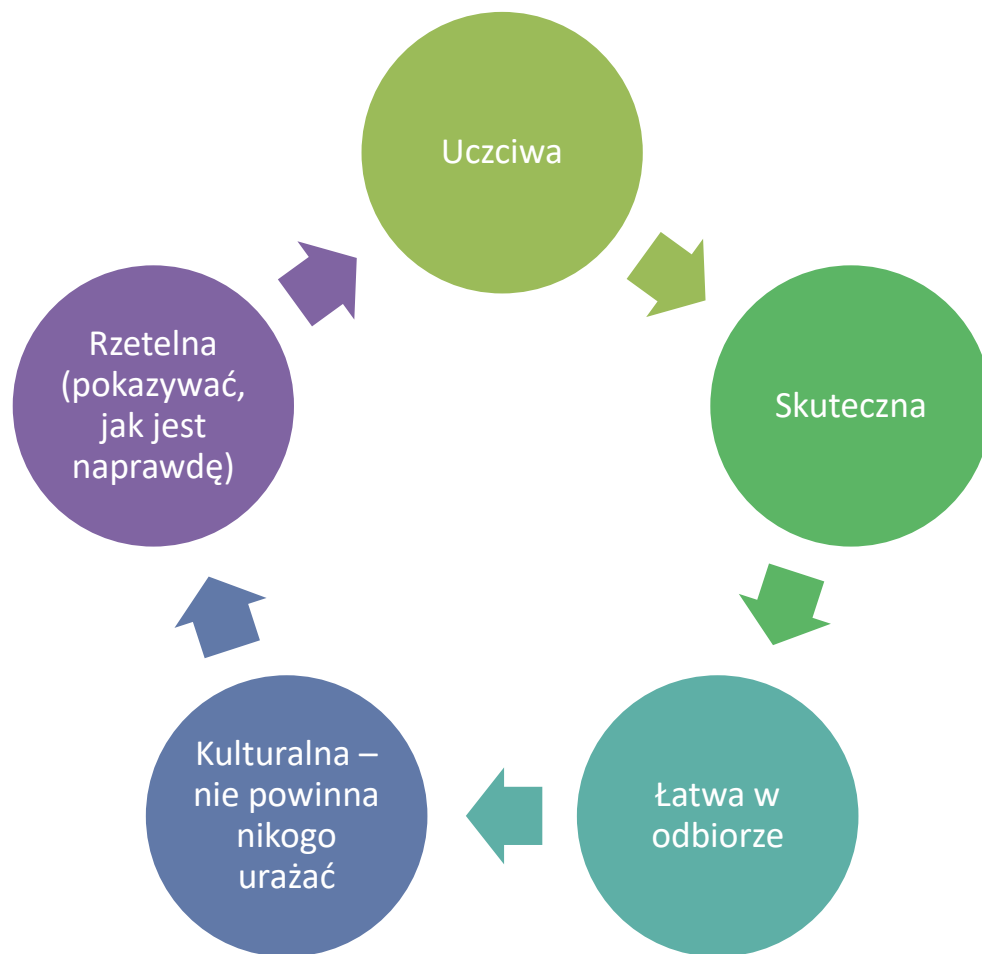 Uczciwa
Skuteczna
Łatwa w
odbiorze
Kulturalna –
nie powinna
nikogo
urażać
Rzetelna
(pokazywać,
jak jest
naprawdę)